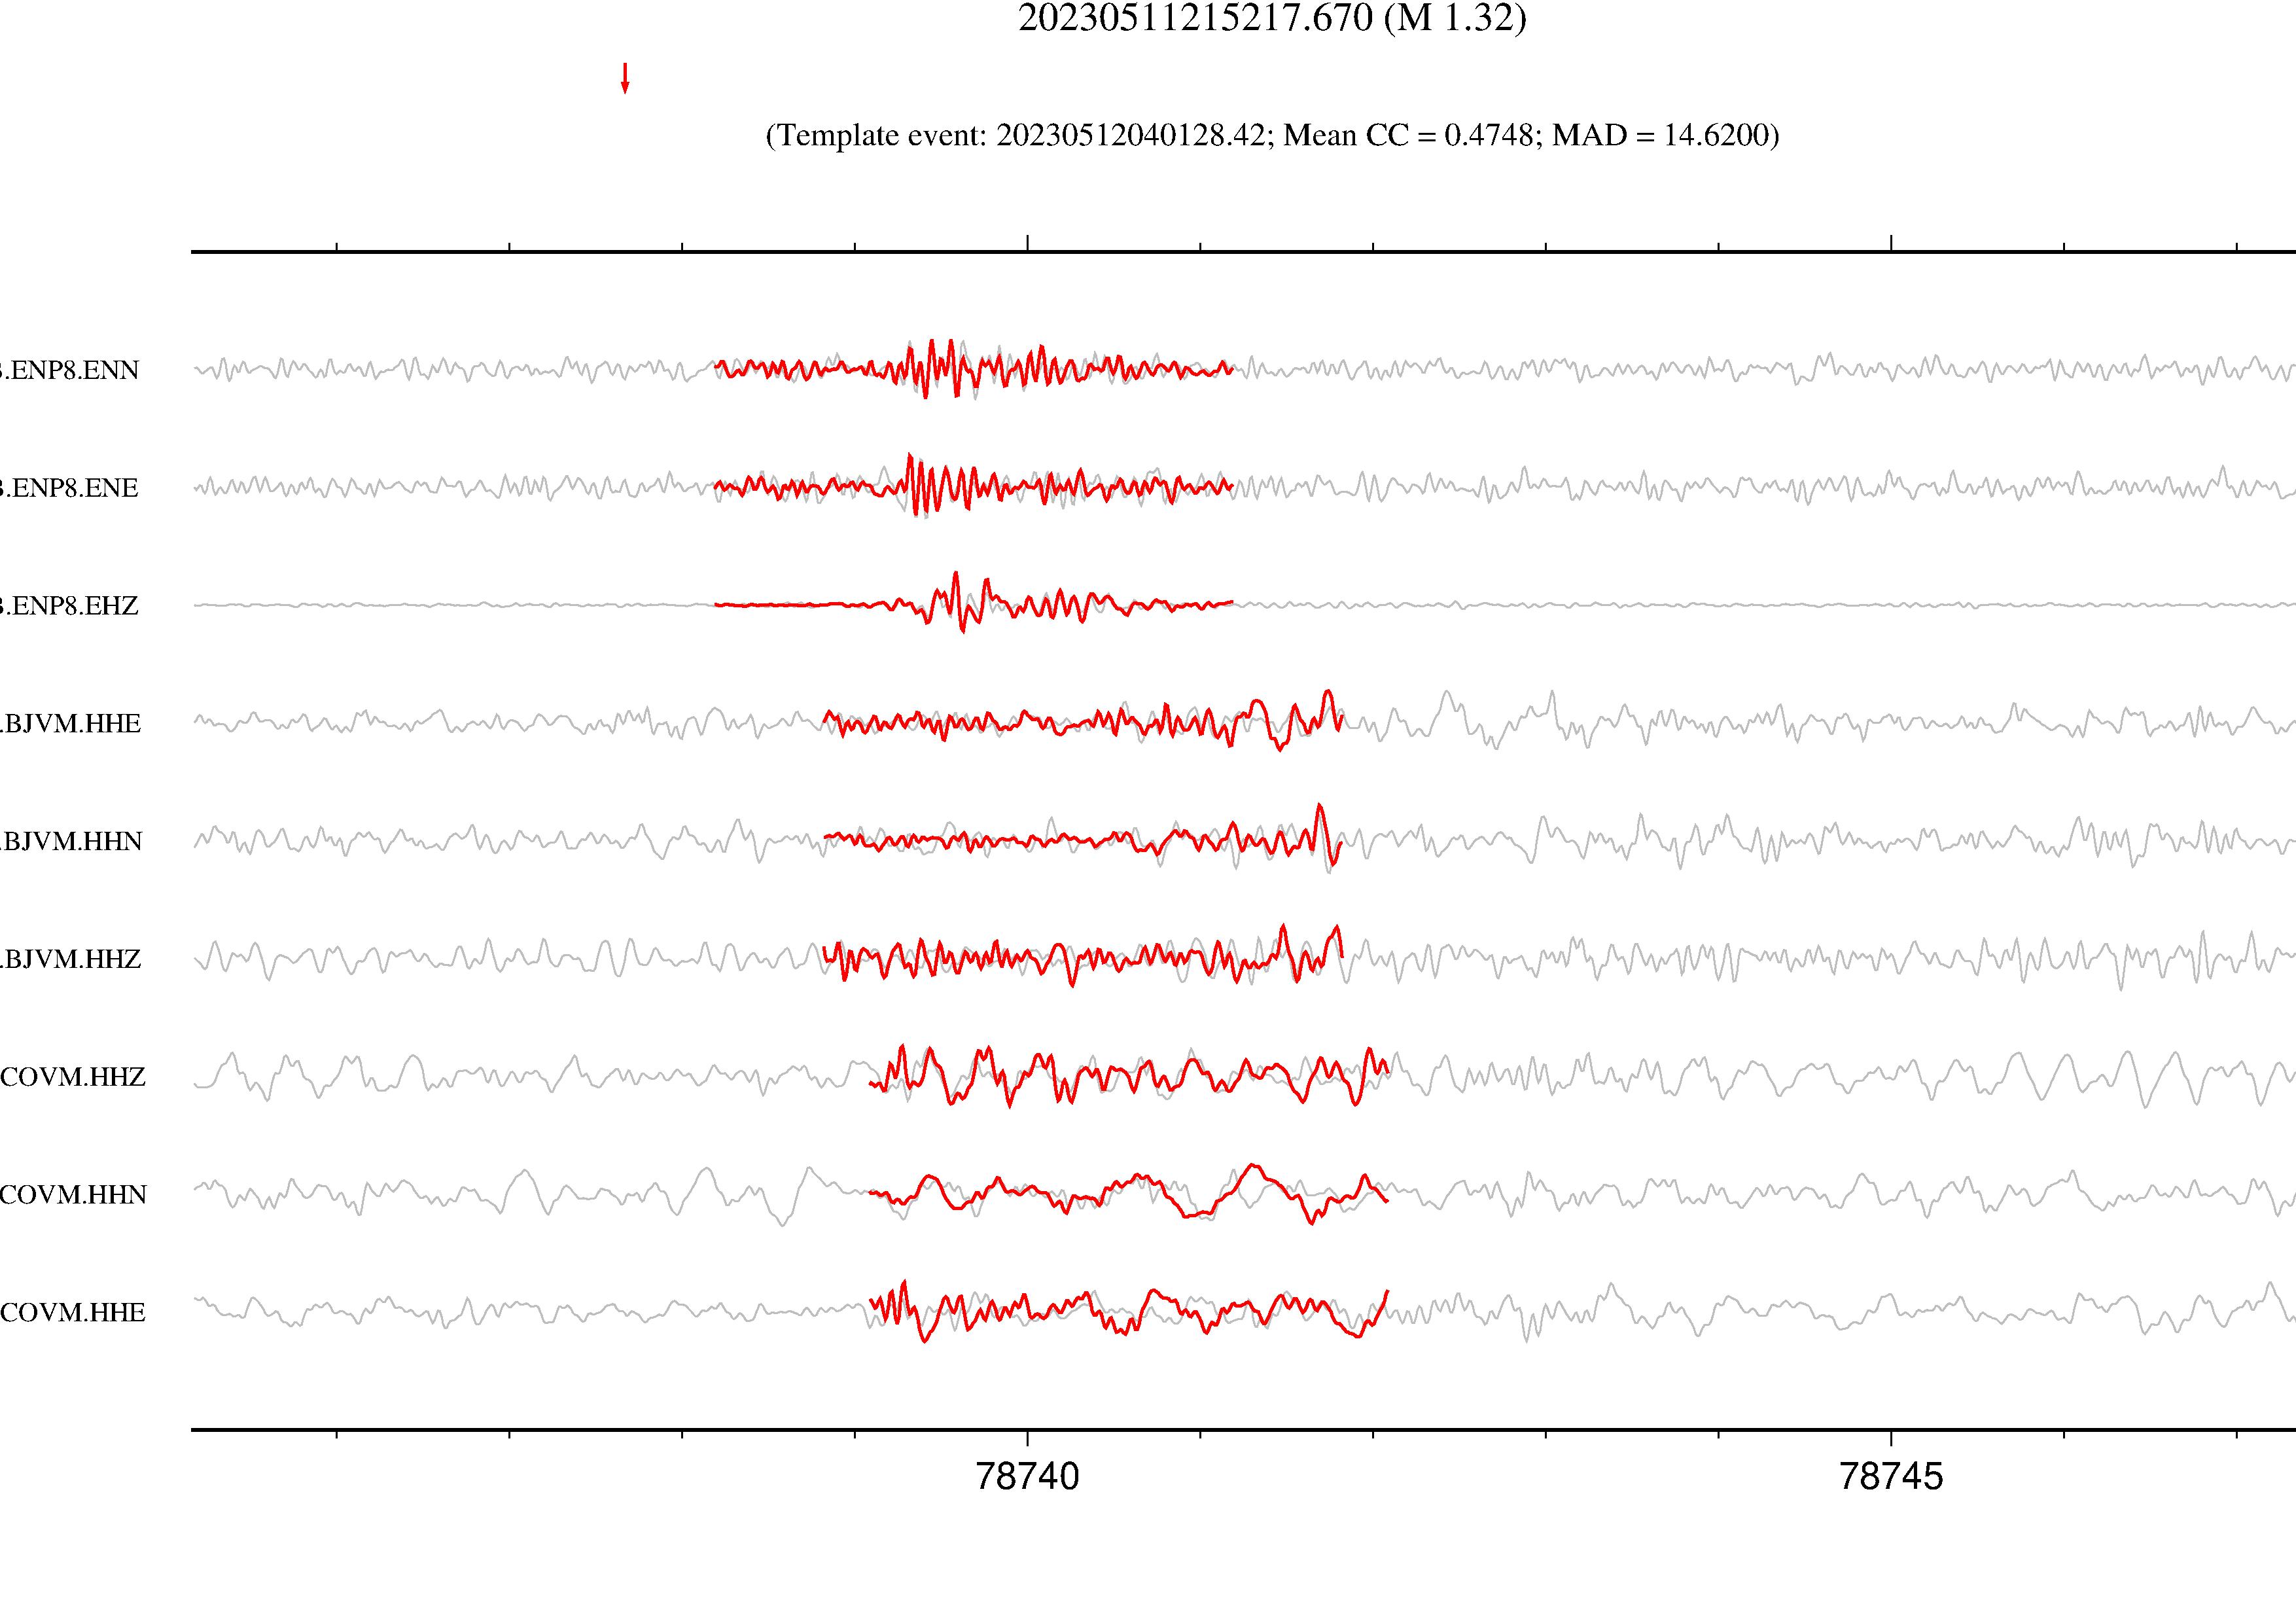 20230511215217.670 (M 1.32)
(Template event: 20230512040128.42; Mean CC = 0.4748; MAD = 14.6200)
.ENP8.ENN
.ENP8.ENE
.ENP8.EHZ
.BJVM.HHE
.BJVM.HHN
.BJVM.HHZ
COVM.HHZ
COVM.HHN
COVM.HHE
78740 78745